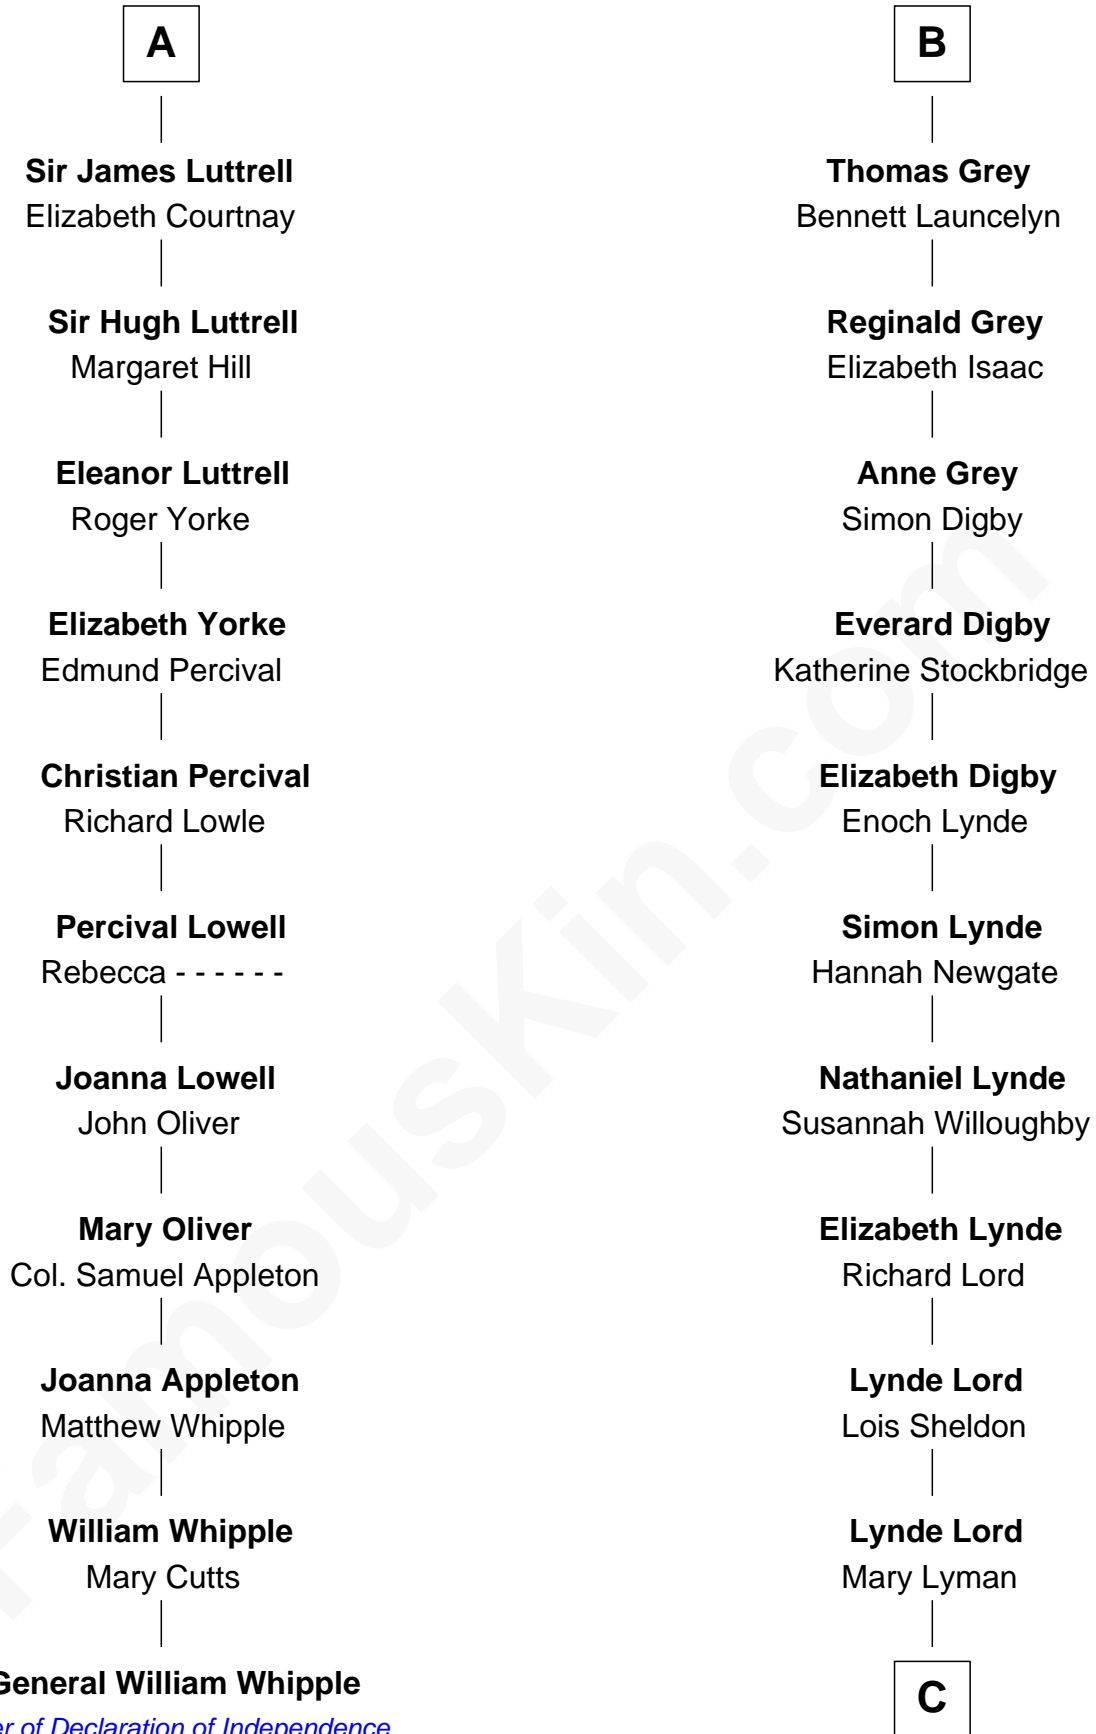 A
Sir James Luttrell
Elizabeth Courtnay
Sir Hugh Luttrell
Margaret Hill
Eleanor Luttrell
Roger Yorke
Elizabeth Yorke
Edmund Percival
Christian Percival
Richard Lowle
Percival Lowell
Rebecca - - - - - -
Joanna Lowell
John Oliver
Mary Oliver
Col. Samuel Appleton
Joanna Appleton
Matthew Whipple
William Whipple
Mary Cutts
General William Whipple
of Declaration of Independence
B
Thomas Grey
Bennett Launcelyn
Reginald Grey
Elizabeth Isaac
Anne Grey
Simon Digby
Everard Digby
Katherine Stockbridge
Elizabeth Digby
Enoch Lynde
Simon Lynde
Hannah Newgate
Nathaniel Lynde
Susannah Willoughby
Elizabeth Lynde
Richard Lord
Lynde Lord
Lois Sheldon
Lynde Lord
Mary Lyman
C
FamousKin.com